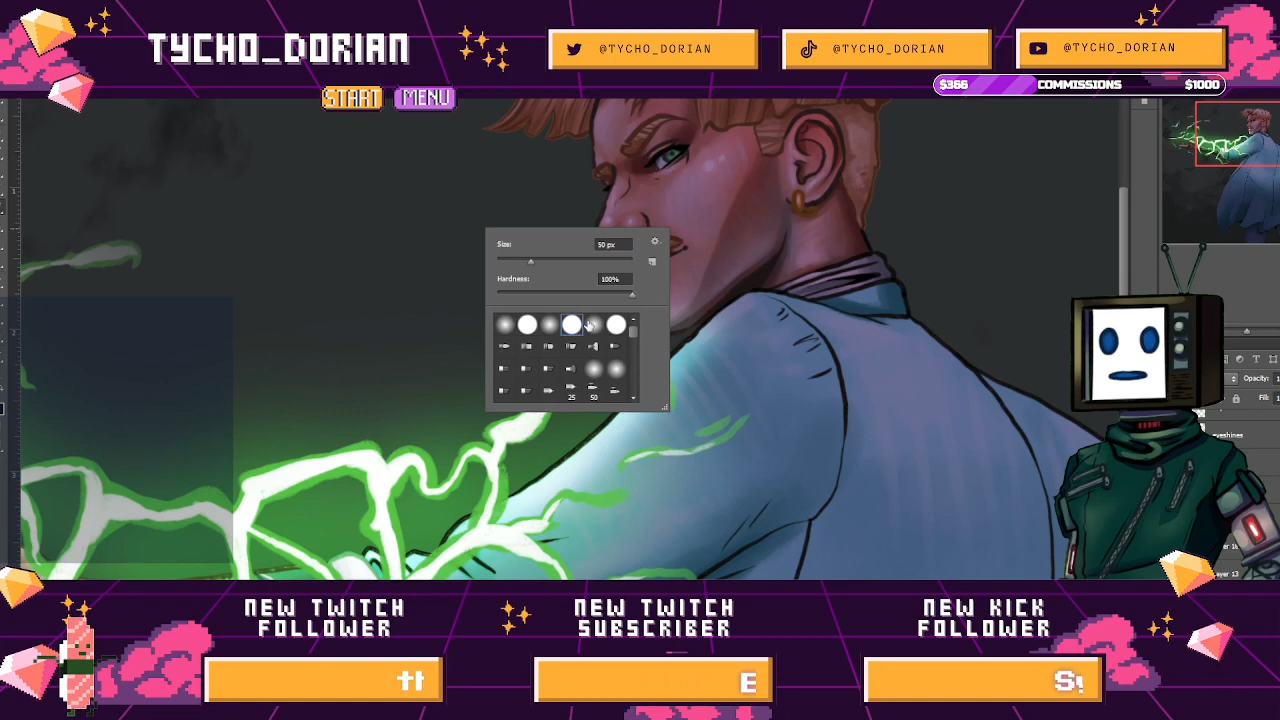 TYCHO_DORIAN
@TYCHO_DORIAN
@TYCHO_DORIAN
@TYCHO_DORIAN
START
MENU
$366
COMMISSIONS
$1000
Size:
50 px
Hardness:
100%
25
50
Opacity:
Fill:
NEW TWITCH
FOLLOWER
NEW TWITCH
SUBSCRIBER
NEW KICK
FOLLOWER
E